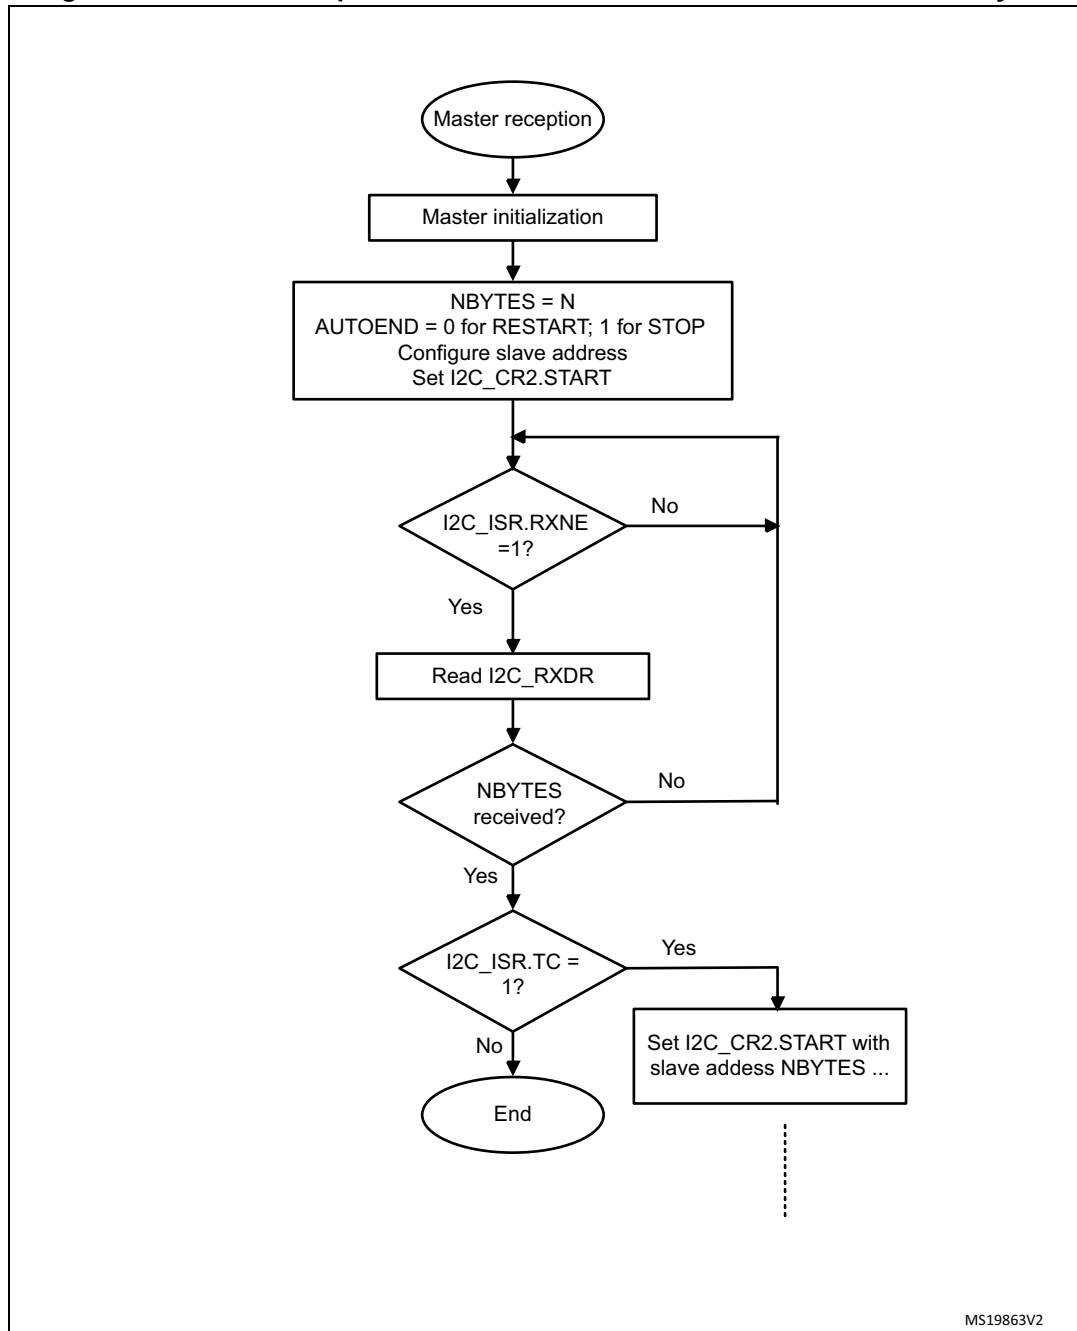 Master reception
Master initialization
NBYTES = N
AUTOEND = 0 for RESTART; 1 for STOP
Configure slave address
Set I2C_CR2.START
I2C_ISR.RXNE
=1?
No
Yes
Read I2C_RXDR
NBYTES
received?
No
Yes
I2C_ISR.TC =
1?
Yes
No
Set I2C_CR2.START with
slave addess NBYTES ...
End
MS19863V2